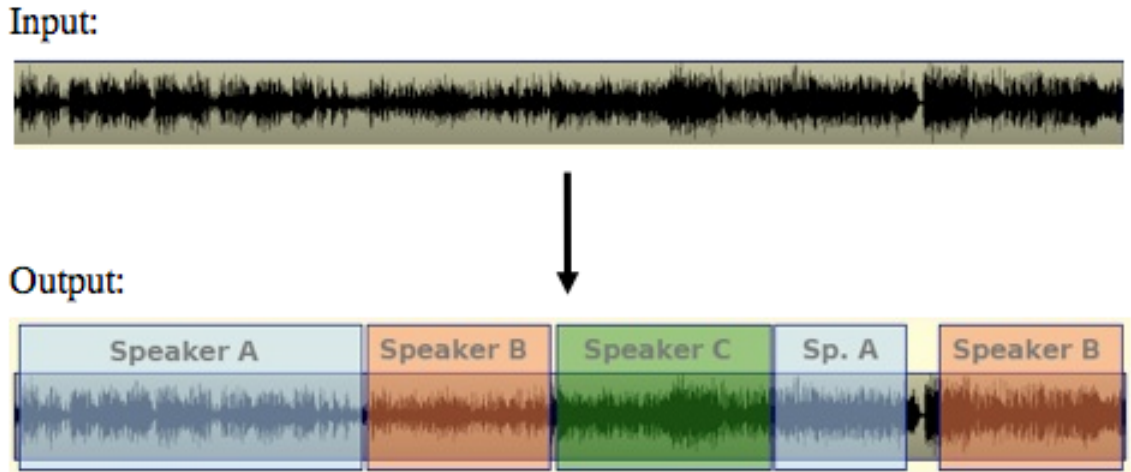 Input:
Output:
Speaker A Speaker B Speaker C Sp. A Speaker B